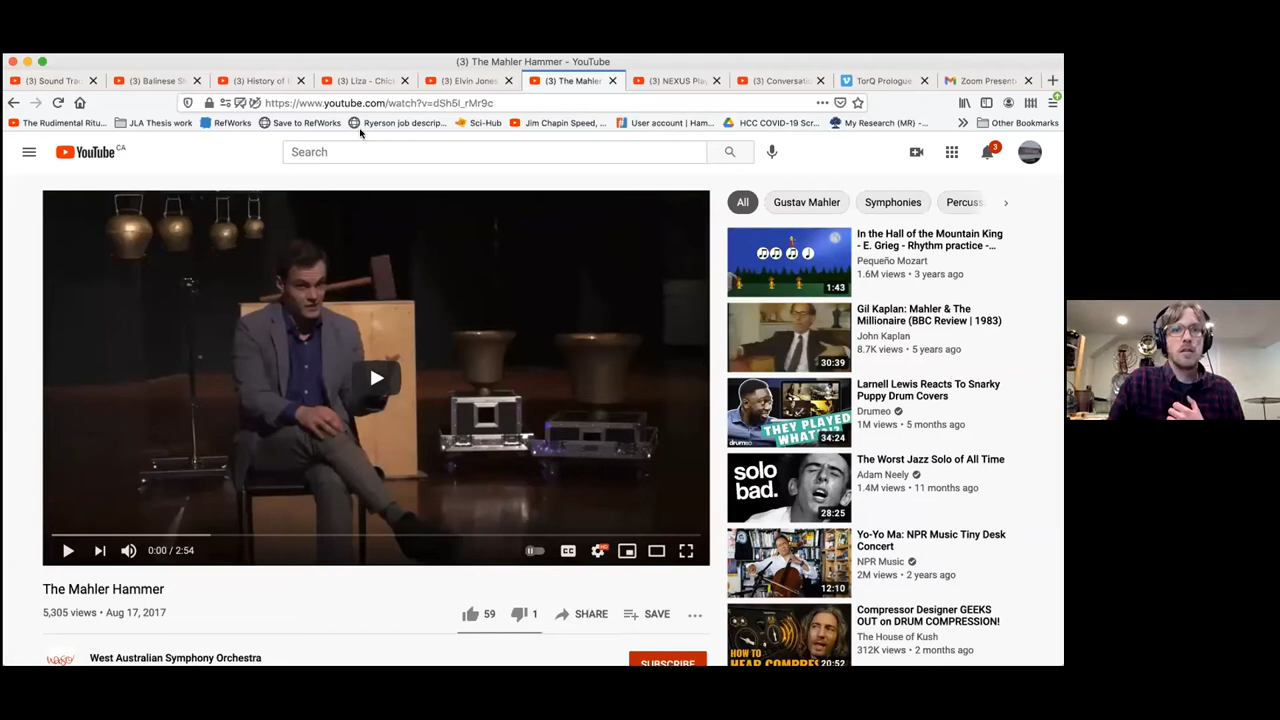 (3) The Mahler Hammer - YouTube
(3) Sound Tra
(3) Balinese S
(3) History of
(3) Liza - Chic
(3) Elvin Jones
(3) The Mahler
(3) NEXUS Pla
(3) Conversati
TorQ Prologue
Zoom Present
https://www.youtube.com/watch?v=dSh5I_rMr9c
The Rudimental Ritu...
JLA Thesis work
RefWorks
Save to RefWorks
Ryerson job descrip...
Sci-Hub
Jim Chapin Speed, ...
User account | Ham...
HCC COVID-19 Scr...
My Research (MR) -...
Other Bookmarks
YouTube CA
Search
3
All
Gustav Mahler
Symphonies
Percuss
In the Hall of the Mountain King
- E. Grieg - Rhythm practice -...
Pequeño Mozart
1.6M views • 3 years ago
1:43
Gil Kaplan: Mahler & The
Millionaire (BBC Review | 1983)
John Kaplan
8.7K views • 5 years ago
30:39
Larnell Lewis Reacts To Snarky
Puppy Drum Covers
Drumeo
1M views • 5 months ago
THEY PLAYED
WHAT
drumeo
34:24
The Worst Jazz Solo of All Time
Adam Neely
1.4M views • 11 months ago
solo
bad.
28:25
Yo-Yo Ma: NPR Music Tiny Desk
Concert
NPR Music
2M views • 2 years ago
12:10
Compressor Designer GEEKS
OUT on DRUM COMPRESSION!
The House of Kush
312K views • 2 months ago
HOW TO
HEAR COMPRE
20:52
0:00 / 2:54
CC
HD
The Mahler Hammer
5,305 views • Aug 17, 2017
59
1
SHARE
SAVE
waso
West Australian Symphony Orchestra
SUBSCRIBE